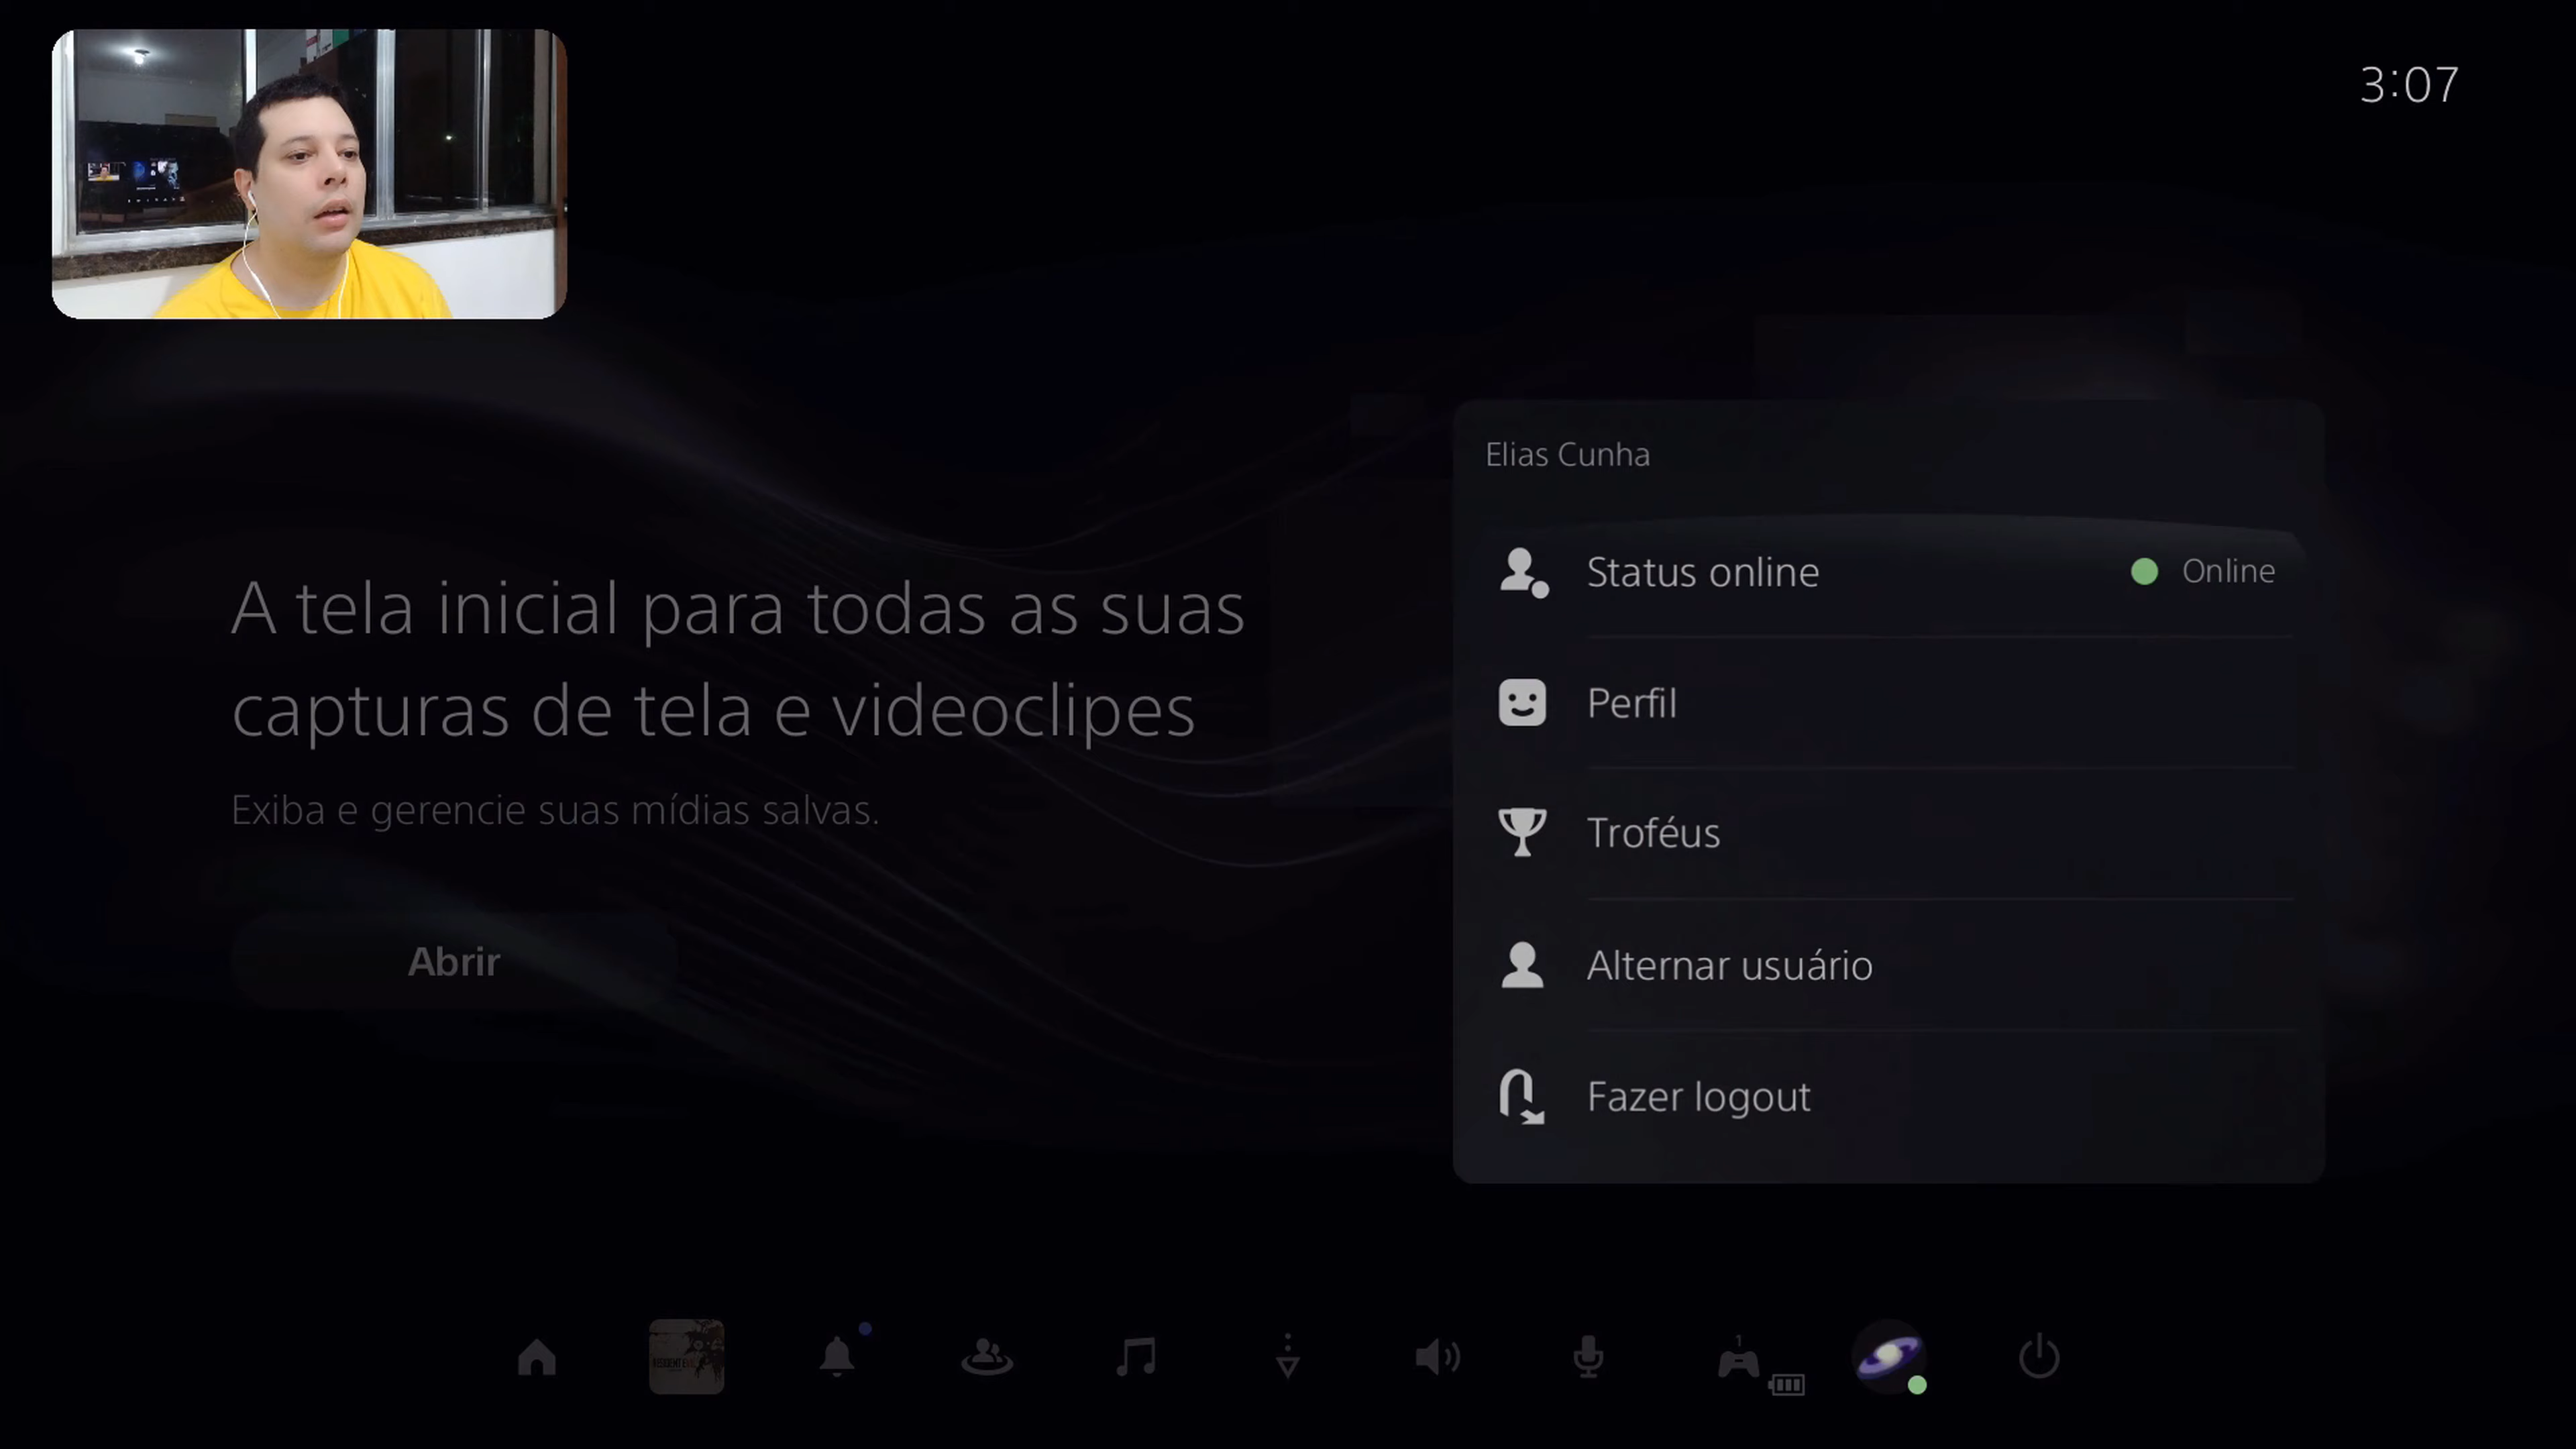 3:07
Elias Cunha
Status online
Online
A tela inicial para todas as suas
capturas de tela e videoclipes
Perfil
Exiba e gerencie suas mídias salvas.
Troféus
Abrir
Alternar usuário
Fazer logout
1